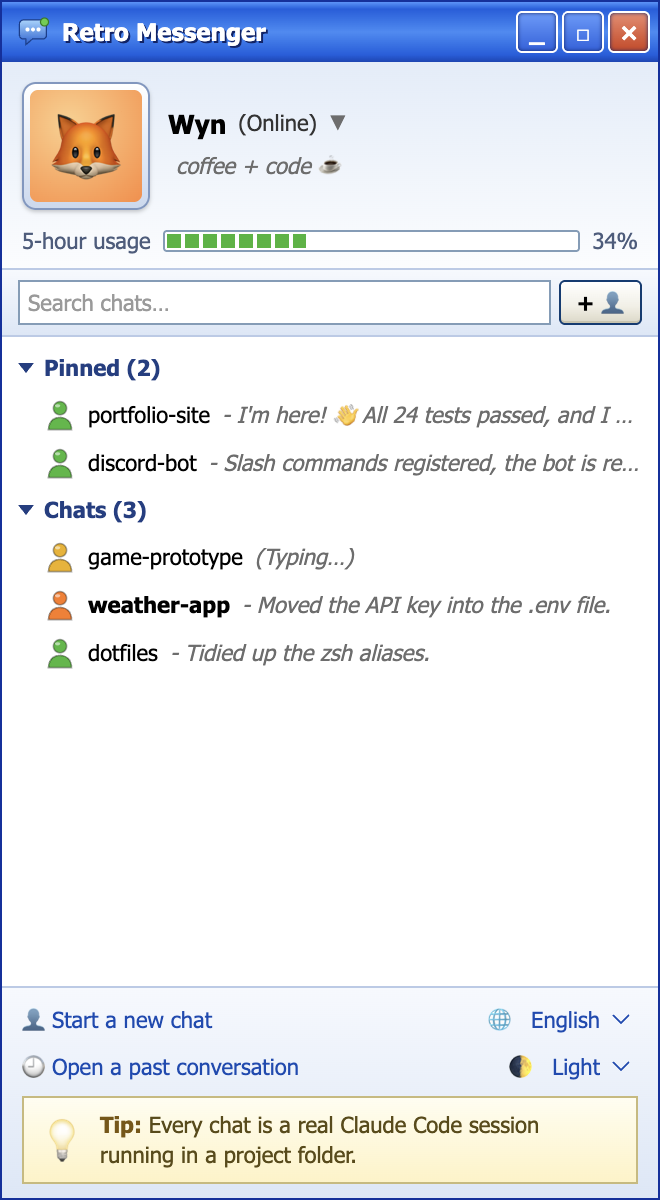 Retro Messenger
Wyn (Online) ▼
coffee + code ☕
5-hour usage 34%
Search chats... + 👤
Pinned (2)
portfolio-site - I'm here! 👋 All 24 tests passed, and I ...
discord-bot - Slash commands registered, the bot is re...
Chats (3)
game-prototype (Typing...)
weather-app - Moved the API key into the .env file.
dotfiles - Tidied up the zsh aliases.
Start a new chat English
Open a past conversation Light
Tip: Every chat is a real Claude Code session
running in a project folder.